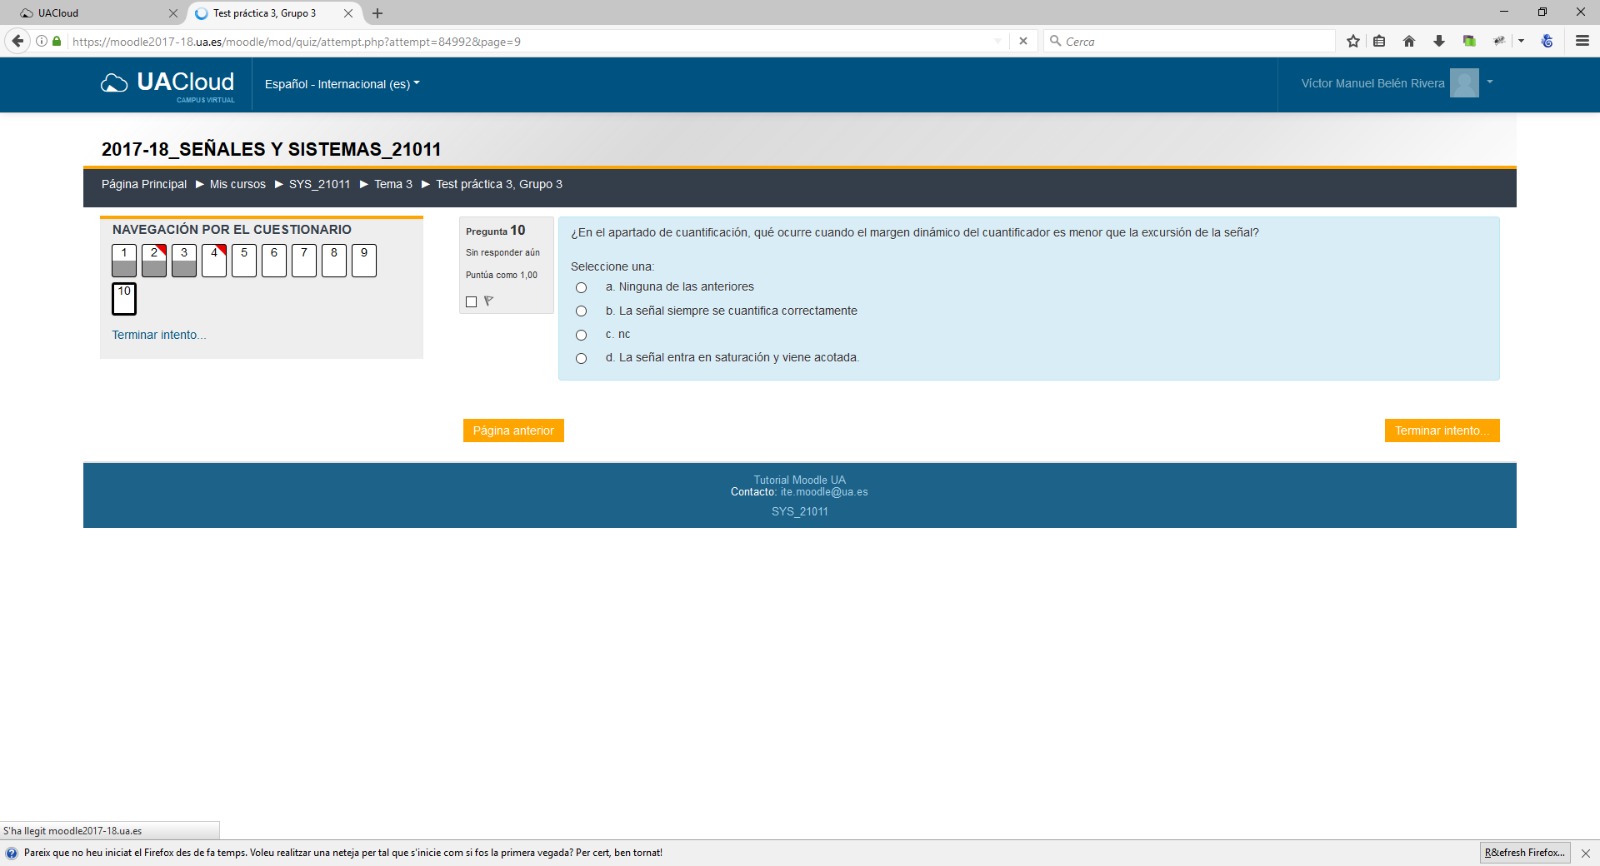 UACloud
Test práctica 3, Grupo 3
https://moodle2017-18.ua.es/moodle/mod/quiz/attempt.php?attempt=84992&page=9
Cerca
UACloud
CAMPUS VIRTUAL
Español - Internacional (es)
Víctor Manuel Belén Rivera
2017-18_SEÑALES Y SISTEMAS_21011
Página Principal ► Mis cursos ► SYS_21011 ► Tema 3 ► Test práctica 3, Grupo 3
NAVEGACIÓN POR EL CUESTIONARIO
1 2 3 4 5 6 7 8 9
10
Terminar intento...
Pregunta 10
Sin responder aún
Puntúa como 1,00
¿En el apartado de cuantificación, qué ocurre cuando el margen dinámico del cuantificador es menor que la excursión de la señal?
Seleccione una:
a. Ninguna de las anteriores
b. La señal siempre se cuantifica correctamente
c. nc
d. La señal entra en saturación y viene acotada.
Página anterior
Terminar intento...
Tutorial Moodle UA
Contacto: ite.moodle@ua.es
SYS_21011
S'ha llegit moodle2017-18.ua.es
Pareix que no heu iniciat el Firefox des de fa temps. Voleu realitzar una neteja per tal que s'inicie com si fos la primera vegada? Per cert, ben tornat!
R&efresh Firefox...